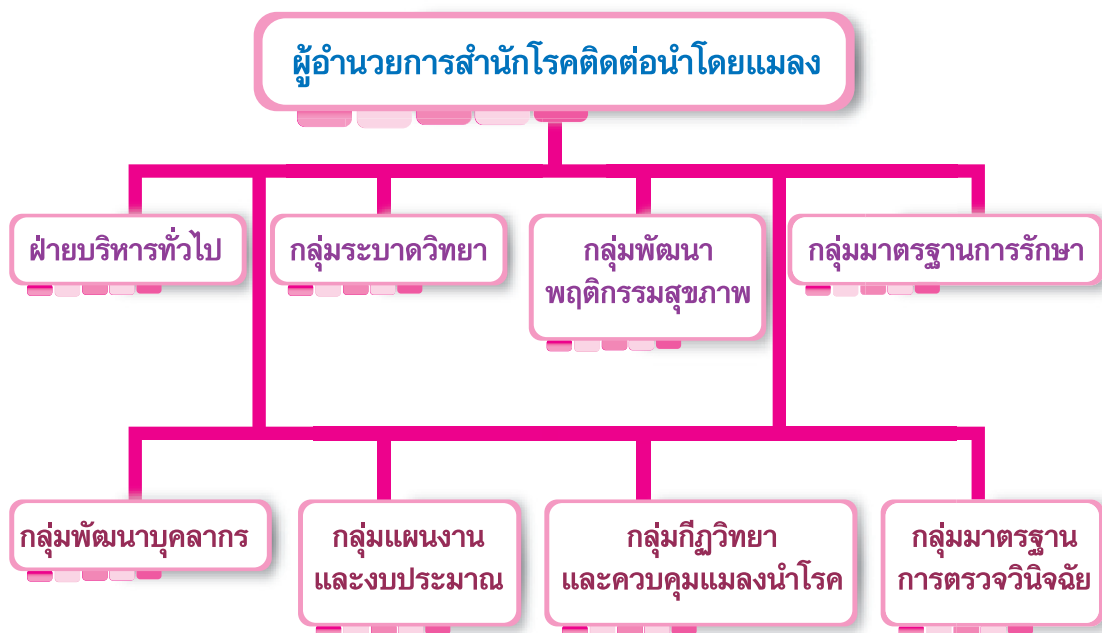 ผู้อำนวยการสำนักโรคติดต่อนำโดยแมลง
ฝ่ายบริหารทั่วไป
กลุ่มระบาดวิทยา
กลุ่มพัฒนา
พฤติกรรมสุขภาพ
กลุ่มมาตรฐานการรักษา
กลุ่มพัฒนาบุคลากร
กลุ่มแผนงาน
และงบประมาณ
กลุ่มกีฏวิทยา
และควบคุมแมลงนำโรค
กลุ่มมาตรฐาน
การตรวจวินิจฉัย